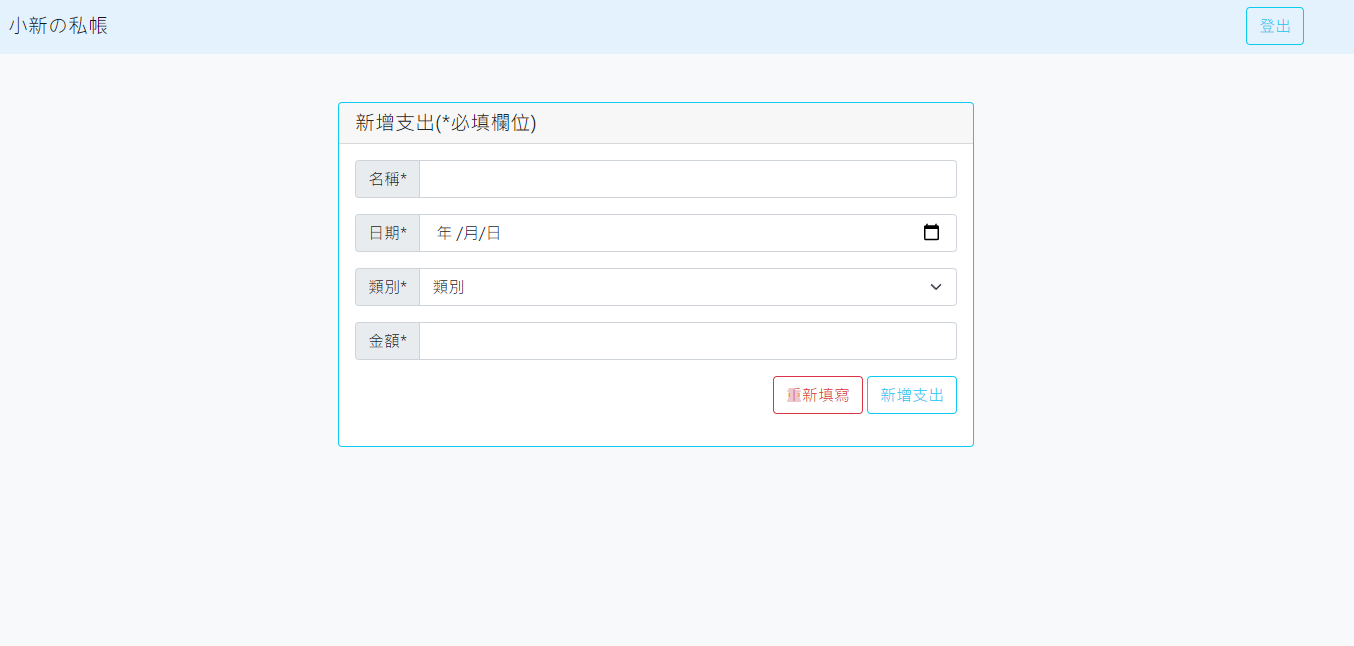 小新の私帳 登出
新增支出(*必填欄位)
名稱*
日期* 年 /月/日
類別* 類別
金額*
重新填寫 新增支出